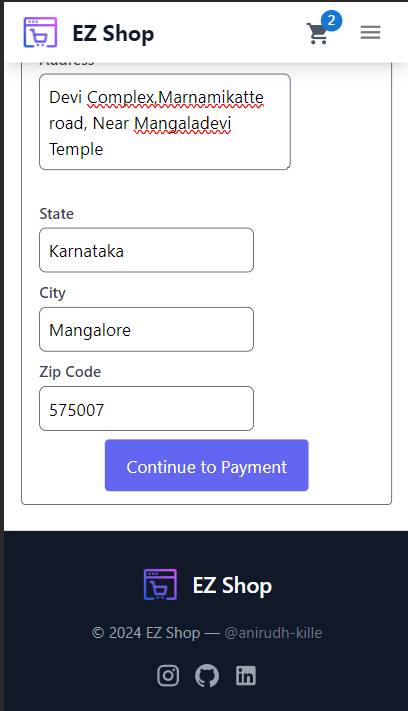 EZ Shop
2
Address
Devi Complex,Marnamikatte
road, Near Mangaladevi
Temple
State
Karnataka
City
Mangalore
Zip Code
575007
Continue to Payment
EZ Shop
© 2024 EZ Shop — @anirudh-kille